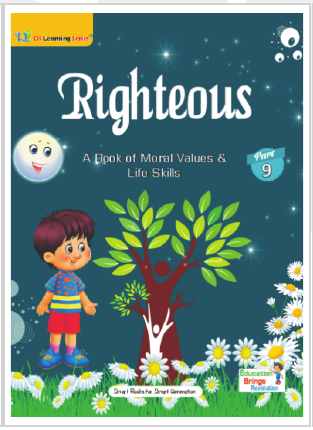 DS Learning Series
Righteous
A Book of Moral Values &
Life Skills
Part
9
Education
Brings
Revolution
Smart Books for Smart Generation